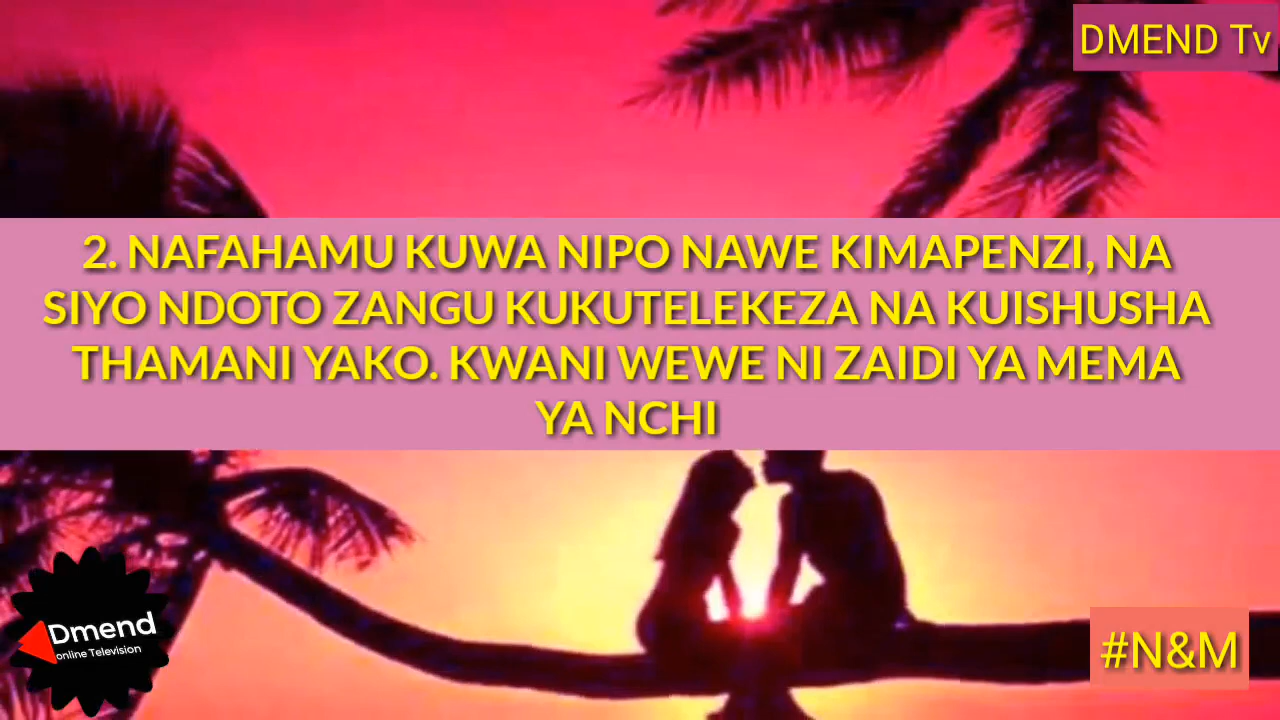 DMEND Tv
2. NAFAHAMU KUWA NIPO NAWE KIMAPENZI, NA
SIYO NDOTO ZANGU KUKUTELEKEZA NA KUISHUSHA
THAMANI YAKO. KWANI WEWE NI ZAIDI YA MEMA
YA NCHI
Dmend
online Television
#N&M